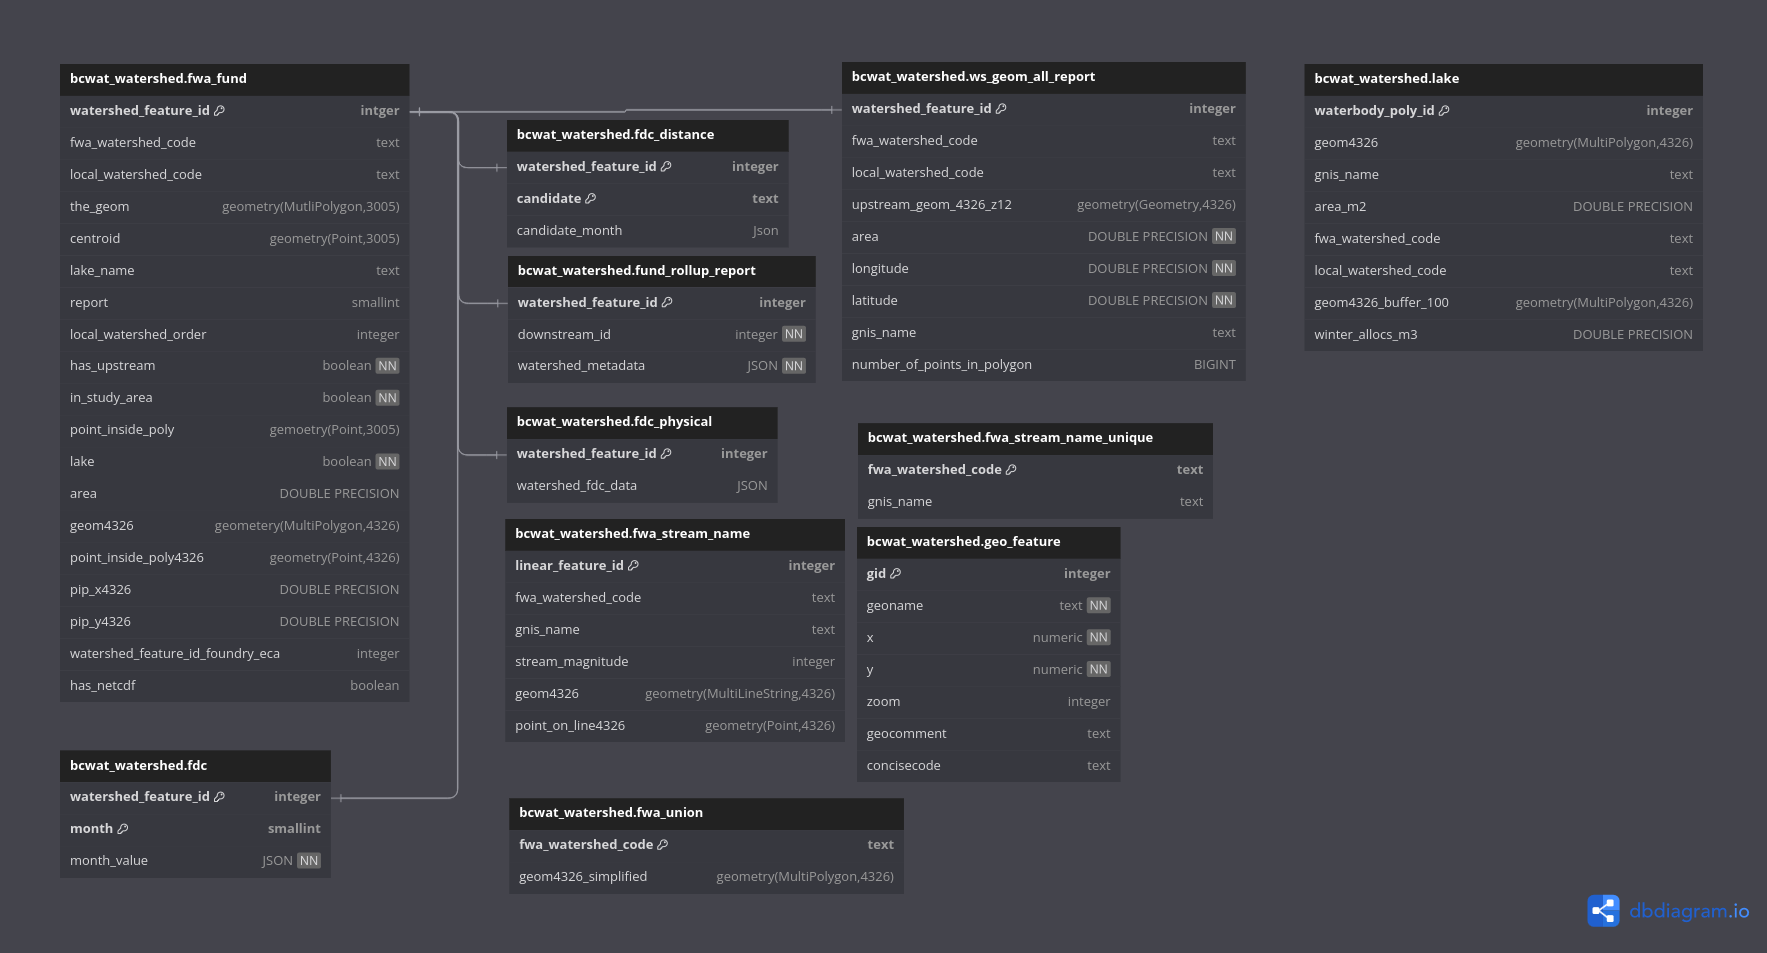 bcwat_watershed.fwa_fund
watershed_feature_id intger
fwa_watershed_code text
local_watershed_code text
the_geom geometry(MutliPolygon,3005)
centroid geometry(Point,3005)
lake_name text
report smallint
local_watershed_order integer
has_upstream boolean NN
in_study_area boolean NN
point_inside_poly gemoetry(Point,3005)
lake boolean NN
area DOUBLE PRECISION
geom4326 geometery(MultiPolygon,4326)
point_inside_poly4326 geometry(Point,4326)
pip_x4326 DOUBLE PRECISION
pip_y4326 DOUBLE PRECISION
watershed_feature_id_foundry_eca integer
has_netcdf boolean
bcwat_watershed.fdc
watershed_feature_id integer
month smallint
month_value JSON NN
bcwat_watershed.fdc_distance
watershed_feature_id integer
candidate text
candidate_month Json
bcwat_watershed.fund_rollup_report
watershed_feature_id integer
downstream_id integer NN
watershed_metadata JSON NN
bcwat_watershed.fdc_physical
watershed_feature_id integer
watershed_fdc_data JSON
bcwat_watershed.fwa_stream_name
linear_feature_id integer
fwa_watershed_code text
gnis_name text
stream_magnitude integer
geom4326 geometry(MultiLineString,4326)
point_on_line4326 geometry(Point,4326)
bcwat_watershed.fwa_union
fwa_watershed_code text
geom4326_simplified geometry(MultiPolygon,4326)
bcwat_watershed.ws_geom_all_report
watershed_feature_id integer
fwa_watershed_code text
local_watershed_code text
upstream_geom_4326_z12 geometry(Geometry,4326)
area DOUBLE PRECISION NN
longitude DOUBLE PRECISION NN
latitude DOUBLE PRECISION NN
gnis_name text
number_of_points_in_polygon BIGINT
bcwat_watershed.fwa_stream_name_unique
fwa_watershed_code text
gnis_name text
bcwat_watershed.geo_feature
gid integer
geoname text NN
x numeric NN
y numeric NN
zoom integer
geocomment text
concisecode text
bcwat_watershed.lake
waterbody_poly_id integer
geom4326 geometry(MultiPolygon,4326)
gnis_name text
area_m2 DOUBLE PRECISION
fwa_watershed_code text
local_watershed_code text
geom4326_buffer_100 geometry(MultiPolygon,4326)
winter_allocs_m3 DOUBLE PRECISION
dbdiagram.io